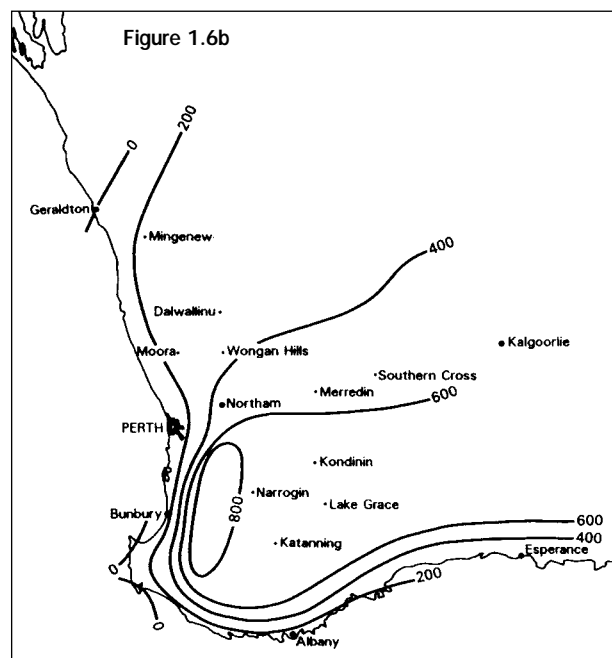 Figure 1.6b
0
200
Geraldton
Mingenew
400
Dalwallinu
Moora
Wongan Hills
Kalgoorlie
Southern Cross
Merredin
Northam
600
PERTH
Kondinin
800
Narrogin
Lake Grace
Bunbury
Katanning
600
400
Esperance
0
200
0
Albany